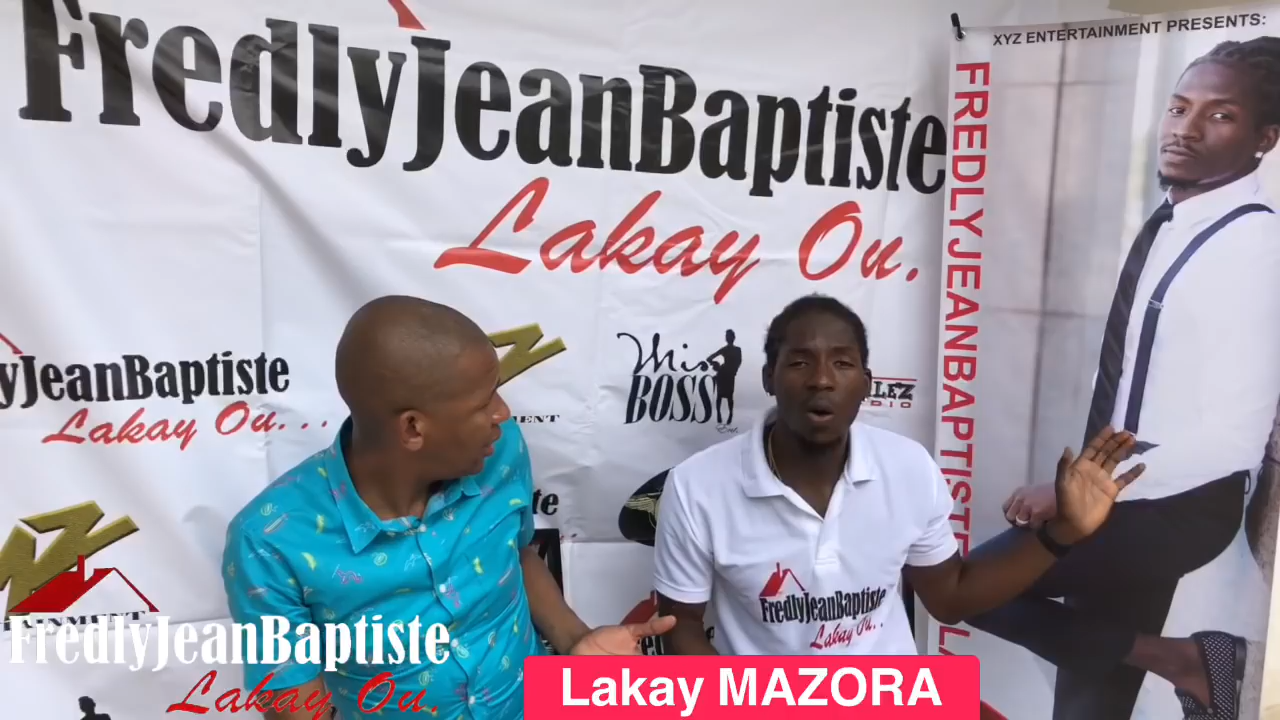 FredlyJeanBaptiste
Lakay Ou.
XYZ ENTERTAINMENT PRESENTS:
FREDLYJEANBAPTISTE
yJeanBaptiste
Lakay Ou. . .
Miss
BOSS
FredlyJeanBaptiste
Lakay Ou. .
FredlyJeanBaptiste
Lakay Ou.
Lakay MAZORA